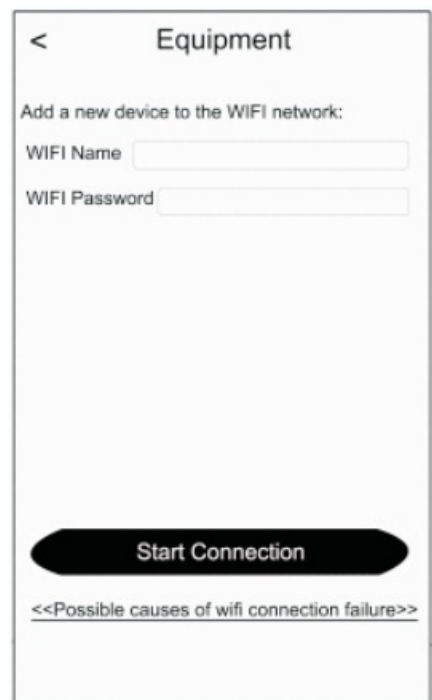 < Equipment
Add a new device to the WIFI network:
WIFI Name
WIFI Password
Start Connection
<<Possible causes of wifi connection failure>>